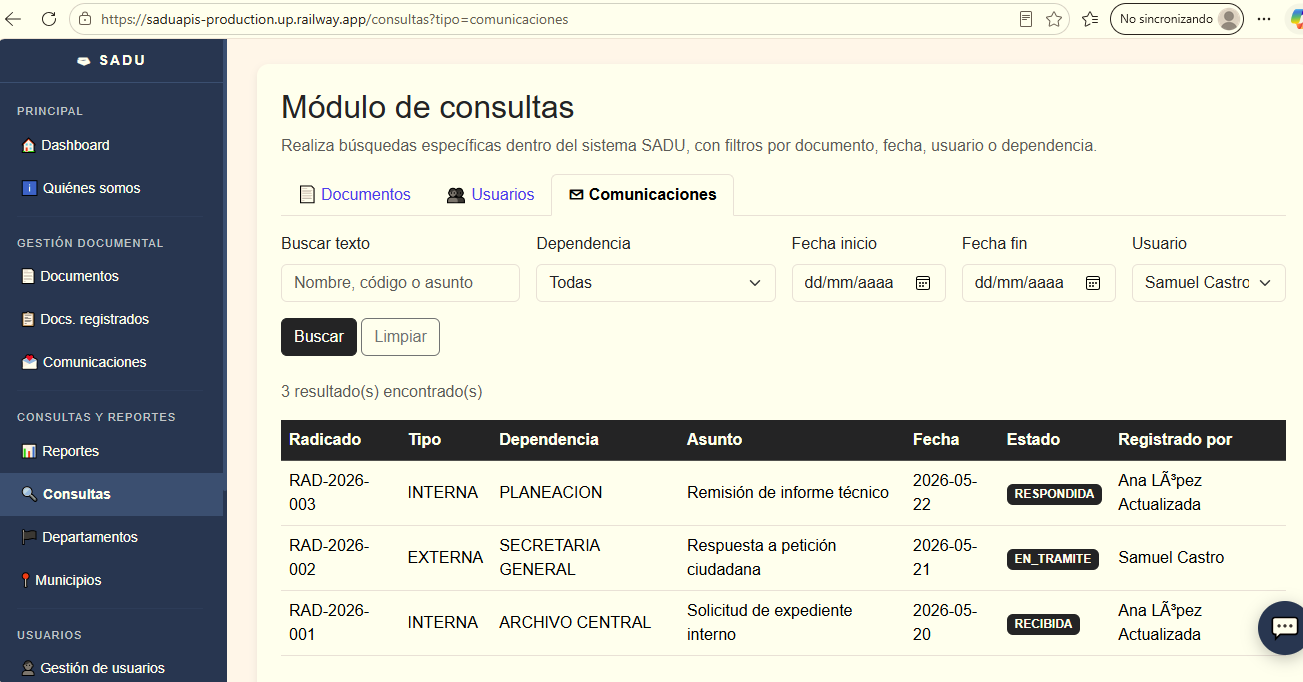 https://saduapis-production.up.railway.app/consultas?tipo=comunicaciones
No sincronizando
SADU
PRINCIPAL
Dashboard
Quiénes somos
GESTIÓN DOCUMENTAL
Documentos
Docs. registrados
Comunicaciones
CONSULTAS Y REPORTES
Reportes
Consultas
Departamentos
Municipios
USUARIOS
Gestión de usuarios
Módulo de consultas
Realiza búsquedas específicas dentro del sistema SADU, con filtros por documento, fecha, usuario o dependencia.
Documentos Usuarios Comunicaciones
Buscar texto Dependencia Fecha inicio Fecha fin Usuario
Nombre, código o asunto Todas dd/mm/aaaa dd/mm/aaaa Samuel Castro
Buscar Limpiar
3 resultado(s) encontrado(s)
Radicado Tipo Dependencia Asunto Fecha Estado Registrado por
RAD-2026-003 INTERNA PLANEACION Remisión de informe técnico 2026-05-22 RESPONDIDA Ana LÃ³pez Actualizada
RAD-2026-002 EXTERNA SECRETARIA GENERAL Respuesta a petición ciudadana 2026-05-21 EN_TRAMITE Samuel Castro
RAD-2026-001 INTERNA ARCHIVO CENTRAL Solicitud de expediente interno 2026-05-20 RECIBIDA Ana LÃ³pez Actualizada